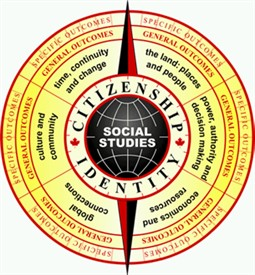 SPECIFIC OUTCOMES
SPECIFIC OUTCOMES
GENERAL OUTCOMES
GENERAL OUTCOMES
time, continuity
and change
the land: places
and people
SPECIFIC OUTCOMES
GENERAL OUTCOMES
culture and
community
CITIZENSHIP
SOCIAL
STUDIES
IDENTITY
power, authority and
decision making
GENERAL OUTCOMES
SPECIFIC OUTCOMES
global
connections
economics and
resources
GENERAL OUTCOMES
GENERAL OUTCOMES
SPECIFIC OUTCOMES
SPECIFIC OUTCOMES